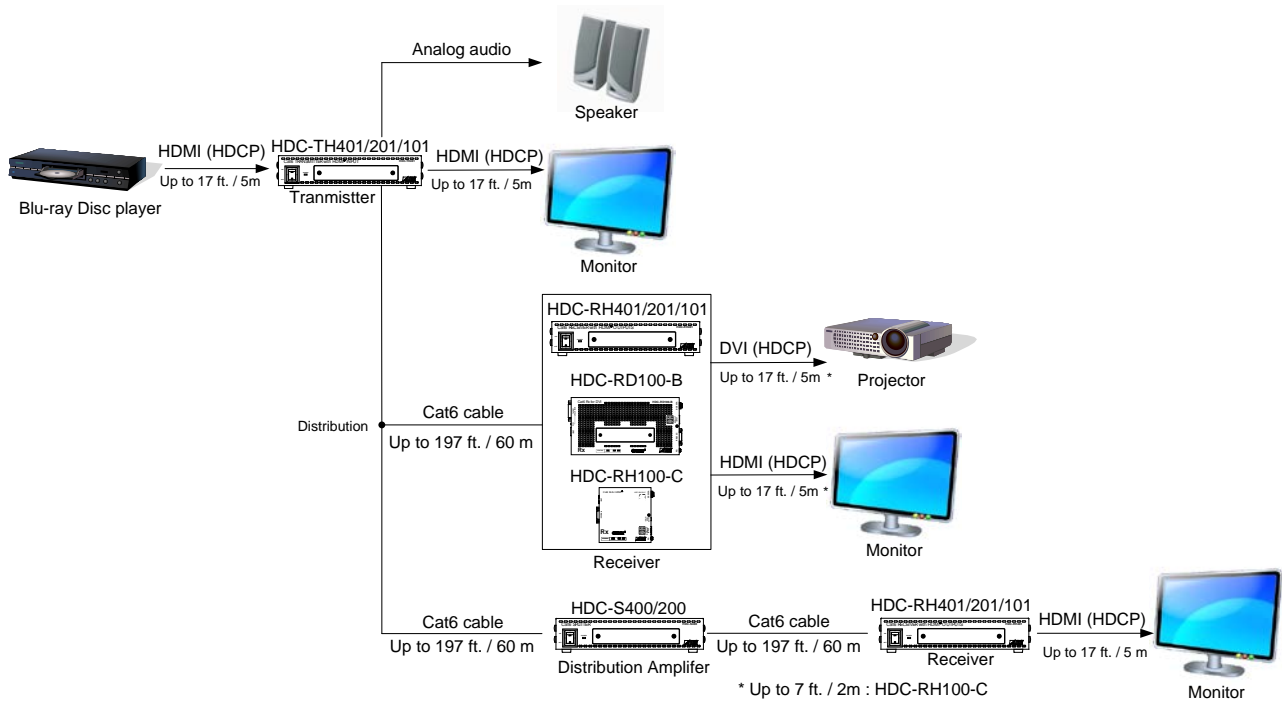 Analog audio
Speaker
HDC-TH401/201/101
HDMI (HDCP)
Up to 17 ft. / 5m
HDMI (HDCP)
Up to 17 ft. / 5m
Blu-ray Disc player
Tranmistter
Monitor
HDC-RH401/201/101
HDC-RD100-B
HDC-RH100-C
Rx
Rx
Receiver
DVI (HDCP)
Up to 17 ft. / 5m *
Projector
Distribution
Cat6 cable
Up to 197 ft. / 60 m
HDMI (HDCP)
Up to 17 ft. / 5m *
Monitor
HDC-S400/200
Cat6 cable
Up to 197 ft. / 60 m
Distribution Amplifer
Cat6 cable
Up to 197 ft. / 60 m
HDC-RH401/201/101
Receiver
HDMI (HDCP)
Up to 17 ft. / 5 m
Monitor
* Up to 7 ft. / 2m : HDC-RH100-C